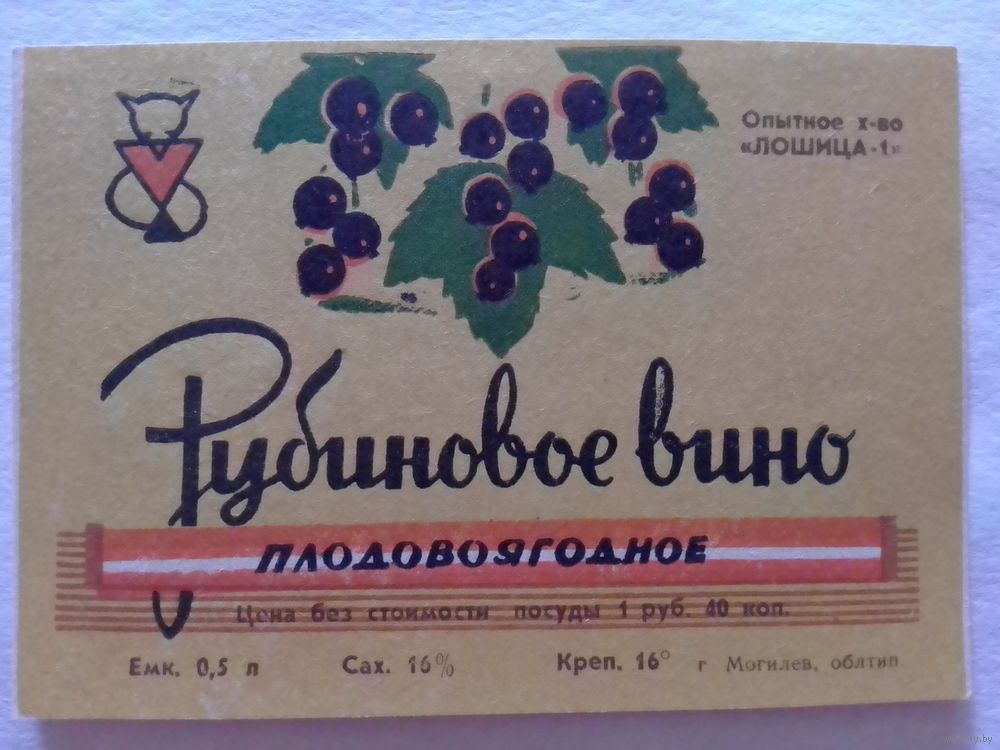 Опытное х-во
«ЛОШИЦА-1»
Рубиновое вино
ПЛОДОВОЯГОДНОЕ
Цена без стоимости посуды 1 руб. 40 коп.
Емк. 0,5 л Сах. 16% Креп. 16° г Могилев, облтип